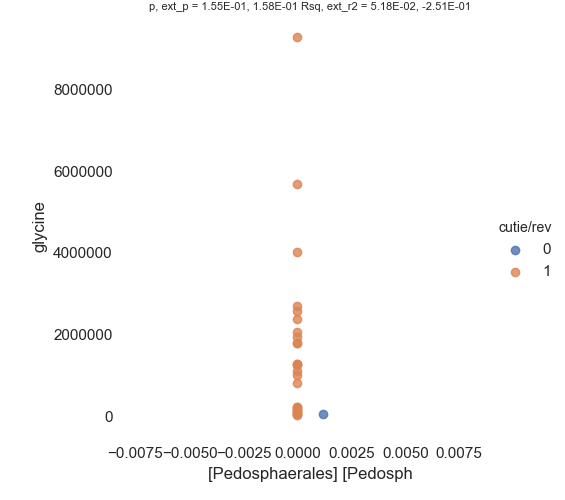 p, ext_p = 1.55E-01, 1.58E-01 Rsq, ext_r2 = 5.18E-02, -2.51E-01
8000000
6000000
4000000
2000000
0
glycine
cutie/rev
0
1
−0.0075 −0.0050 −0.0025 0.0000 0.0025 0.0050 0.0075
[Pedosphaerales] [Pedosph